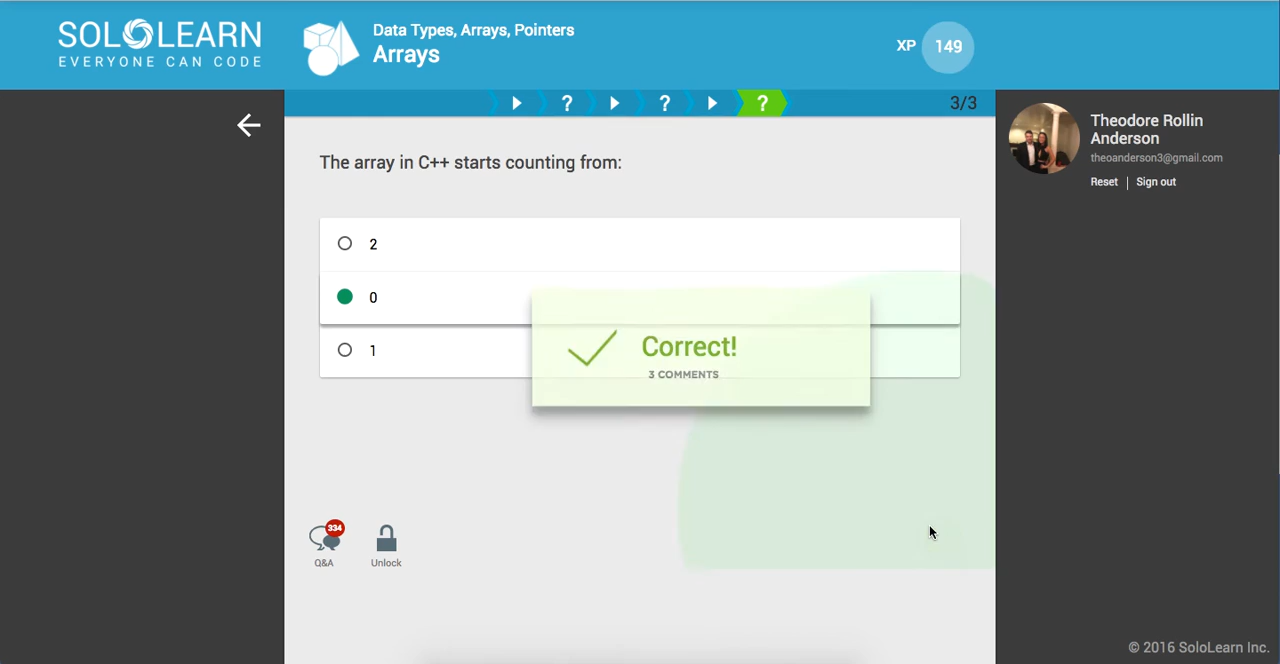 SOLOLEARN
EVERYONE CAN CODE
Data Types, Arrays, Pointers
Arrays
XP 149
? ? ? 3/3
Theodore Rollin
Anderson
theoanderson3@gmail.com
Reset | Sign out
The array in C++ starts counting from:
2
0
1
Correct!
3 COMMENTS
334
Q&A
Unlock
© 2016 SoloLearn Inc.